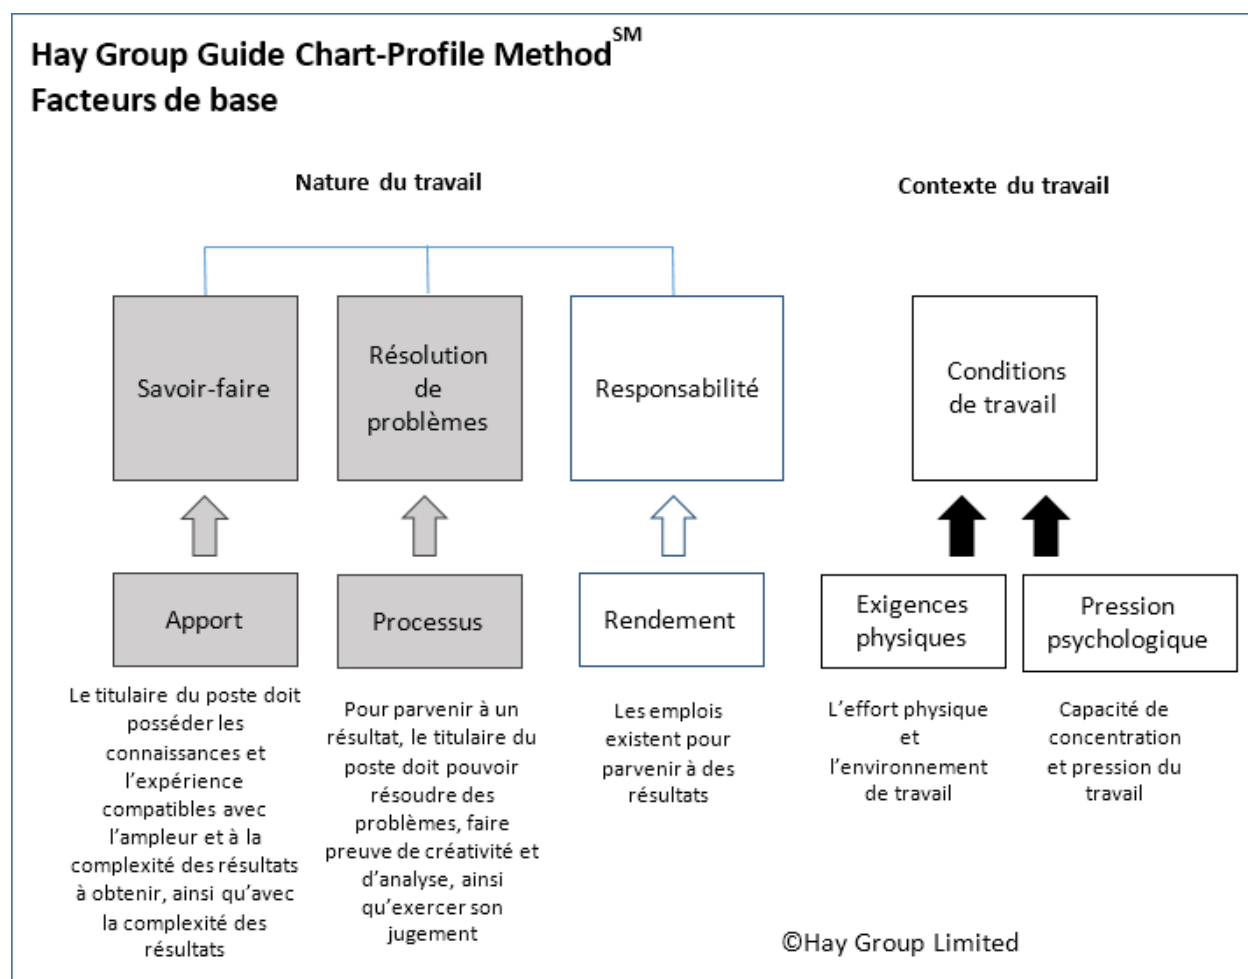 Hay Group Guide Chart-Profile Method SM
Facteurs de base
Nature du travail
Contexte du travail
Savoir-faire
Résolution
de
problèmes
Responsabilité
Conditions
de travail
Apport
Processus
Rendement
Exigences
physiques
Pression
psychologique
Le titulaire du poste doit
posséder les
connaissances et
l’expérience
compatibles avec
l’ampleur et à la
complexité des résultats
à obtenir, ainsi qu’avec
la complexité des
résultats
Pour parvenir à un
résultat, le titulaire du
poste doit pouvoir
résoudre des
problèmes, faire
preuve de créativité et
d’analyse, ainsi
qu’exercer son
jugement
Les emplois
existent pour
parvenir à des
résultats
L’effort physique
et
l’environnement
de travail
Capacité de
concentration
et pression du
travail
©Hay Group Limited